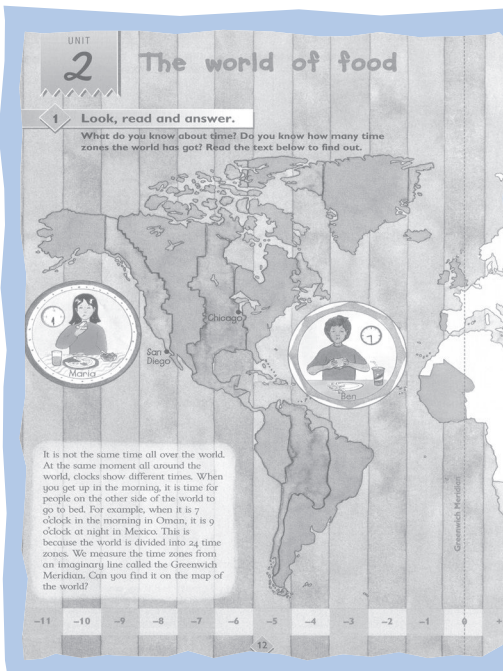 UNIT
2
The world of food
1 Look, read and answer.
What do you know about time? Do you know how many time
zones the world has got? Read the text below to find out.
Chicago
San
Diego
Maria
Ben
It is not the same time all over the world.
At the same moment all around the
world, clocks show different times. When
you get up in the morning, it is time for
people on the other side of the world to
go to bed. For example, when it is 7
o'clock in the morning in Oman, it is 9
o'clock at night in Mexico. This is
because the world is divided into 24 time
zones. We measure the time zones from
an imaginary line called the Greenwich
Meridian. Can you find it on the map of
the world?
Greenwich Meridian
–11 –10 –9 –8 –7 –6 –5 –4 –3 –2 –1 0 +
12